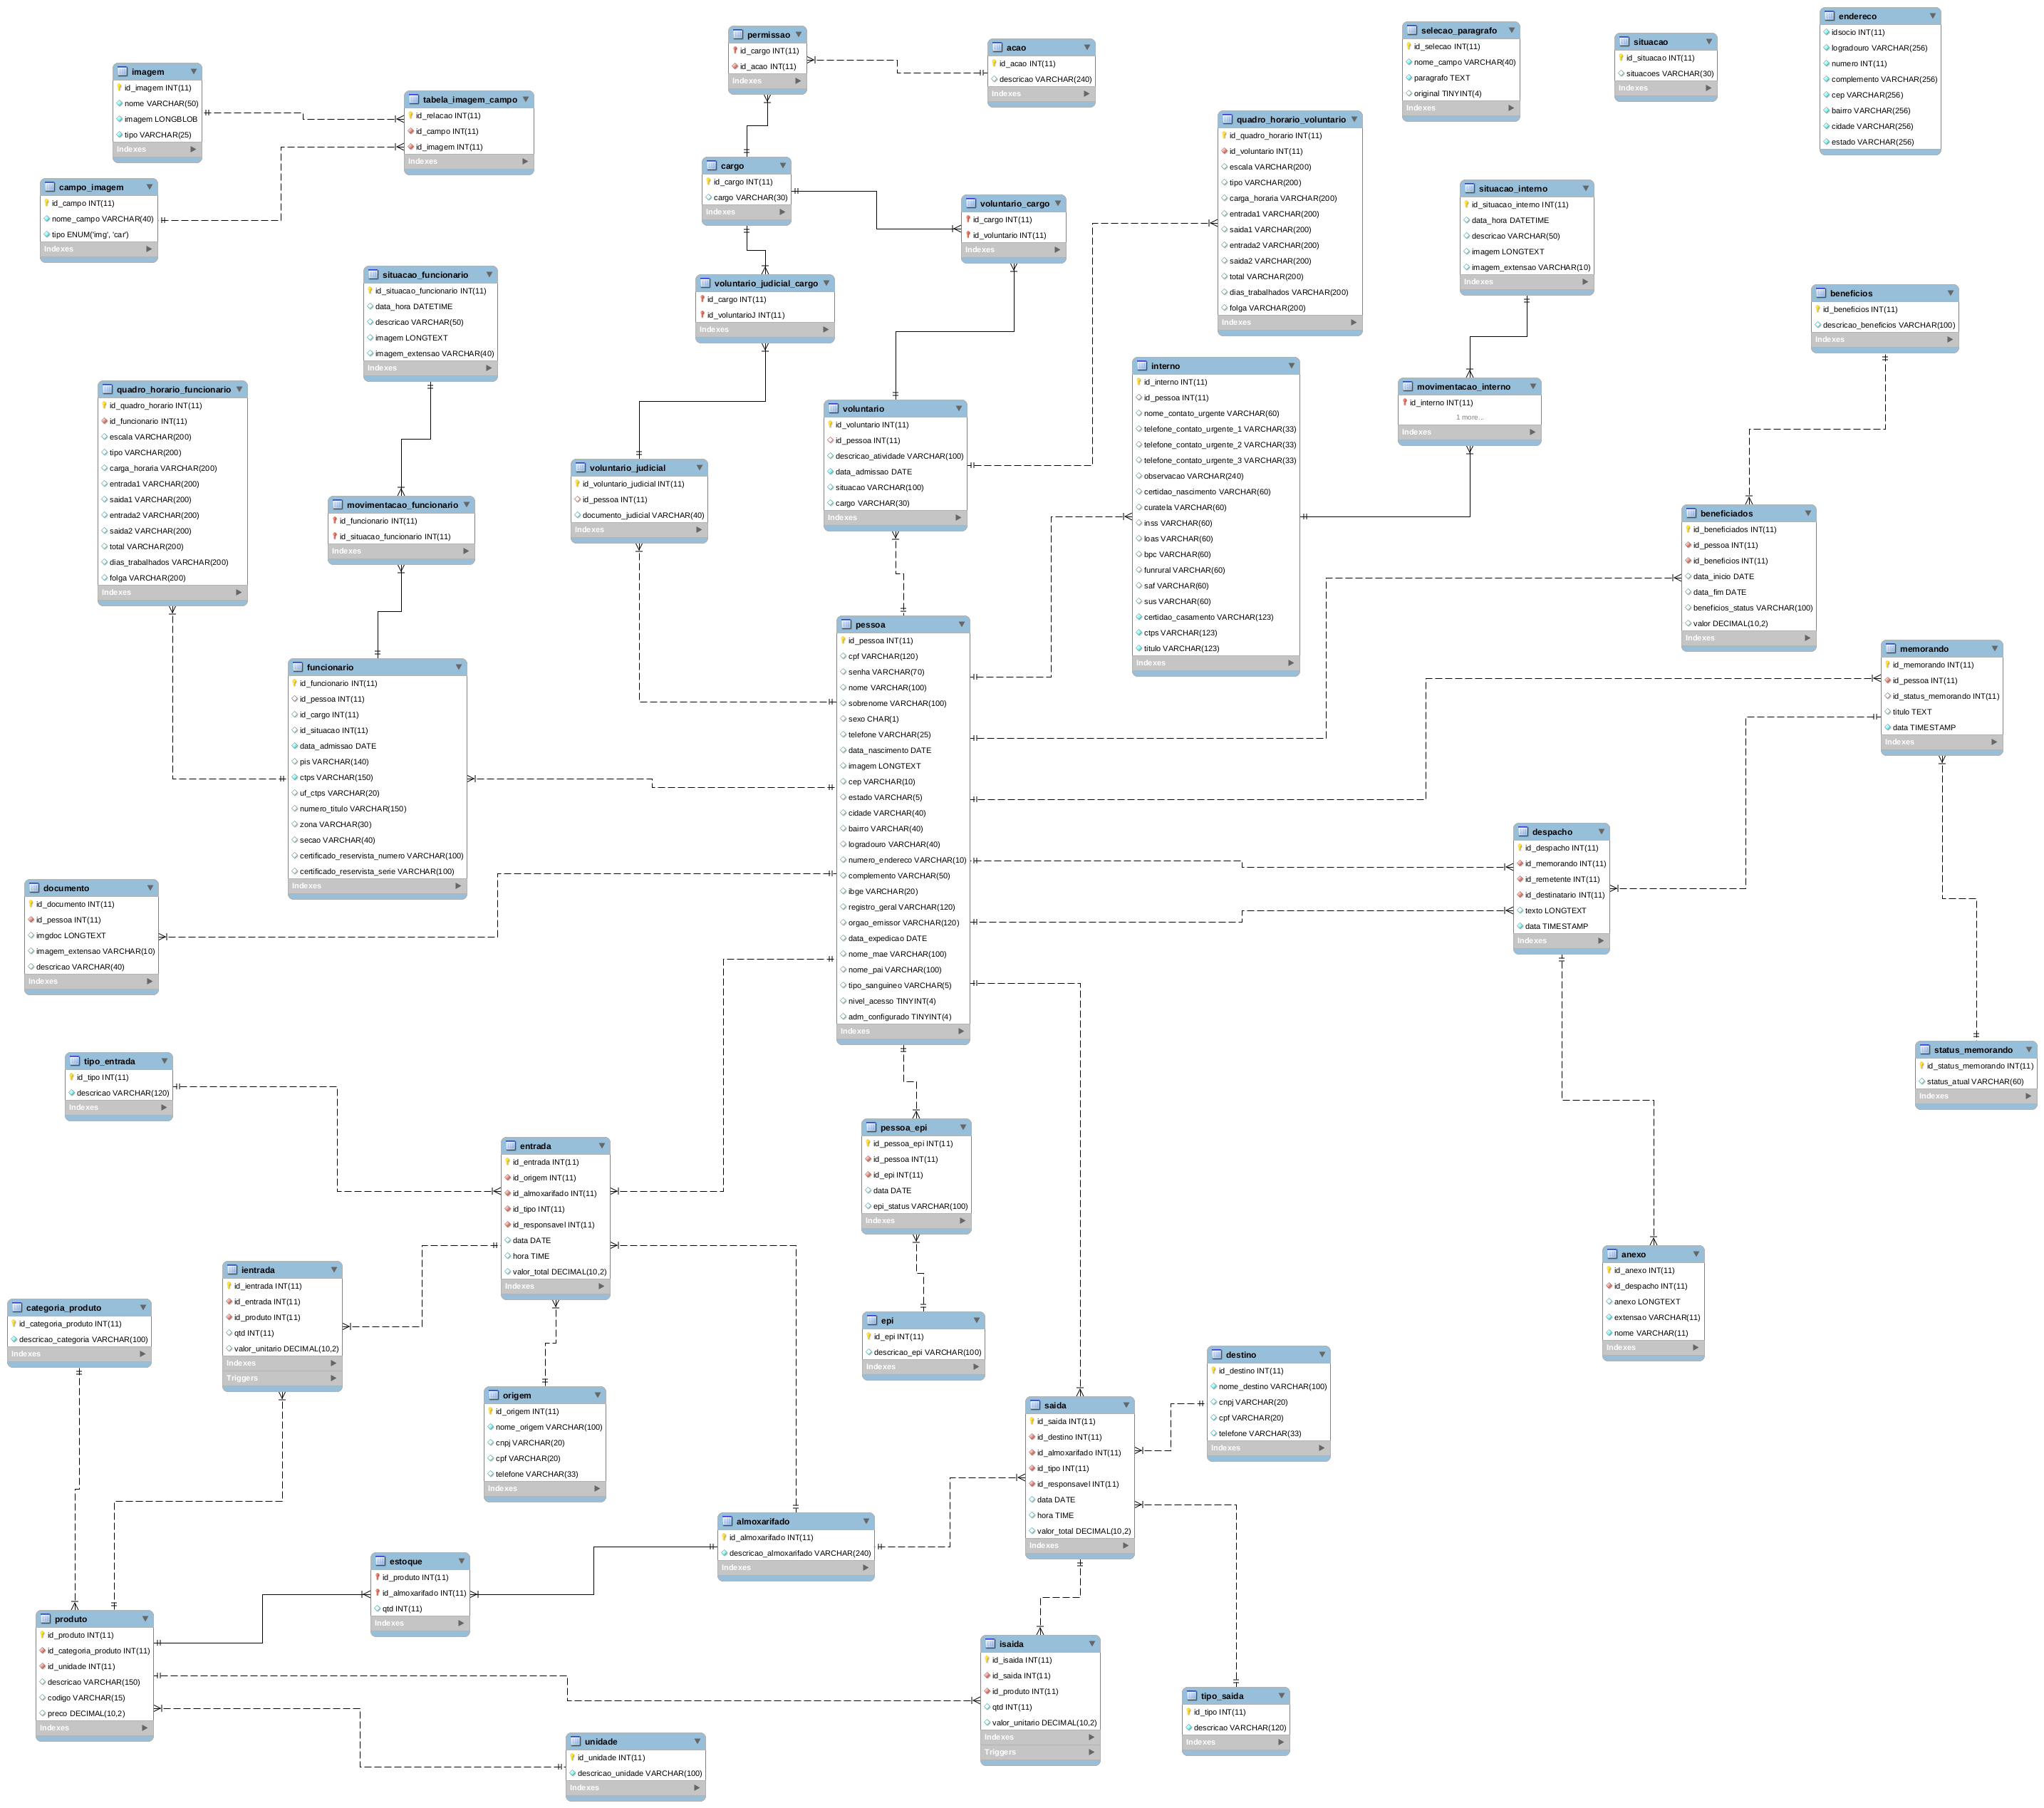 permissao
id_cargo INT(11)
id_acao INT(11)
Indexes
acao
id_acao INT(11)
descricao VARCHAR(240)
Indexes
selecao_paragrafo
id_selecao INT(11)
nome_campo VARCHAR(40)
paragrafo TEXT
original TINYINT(4)
Indexes
situacao
id_situacao INT(11)
situacoes VARCHAR(30)
Indexes
endereco
idsocio INT(11)
logradouro VARCHAR(256)
numero INT(11)
complemento VARCHAR(256)
cep VARCHAR(256)
bairro VARCHAR(256)
cidade VARCHAR(256)
estado VARCHAR(256)
imagem
id_imagem INT(11)
nome VARCHAR(50)
imagem LONGBLOB
tipo VARCHAR(25)
Indexes
tabela_imagem_campo
id_relacao INT(11)
id_campo INT(11)
id_imagem INT(11)
Indexes
campo_imagem
id_campo INT(11)
nome_campo VARCHAR(40)
tipo ENUM('img', 'car')
Indexes
cargo
id_cargo INT(11)
cargo VARCHAR(30)
Indexes
voluntario_cargo
id_cargo INT(11)
id_voluntario INT(11)
Indexes
quadro_horario_voluntario
id_quadro_horario INT(11)
id_voluntario INT(11)
escala VARCHAR(200)
tipo VARCHAR(200)
carga_horaria VARCHAR(200)
entrada1 VARCHAR(200)
saida1 VARCHAR(200)
entrada2 VARCHAR(200)
saida2 VARCHAR(200)
total VARCHAR(200)
dias_trabalhados VARCHAR(200)
folga VARCHAR(200)
Indexes
situacao_interno
id_situacao_interno INT(11)
data_hora DATETIME
descricao VARCHAR(50)
imagem LONGTEXT
imagem_extensao VARCHAR(10)
Indexes
situacao_funcionario
id_situacao_funcionario INT(11)
data_hora DATETIME
descricao VARCHAR(50)
imagem LONGTEXT
imagem_extensao VARCHAR(40)
Indexes
voluntario_judicial_cargo
id_cargo INT(11)
id_voluntarioJ INT(11)
Indexes
beneficios
id_beneficios INT(11)
descricao_beneficios VARCHAR(100)
Indexes
quadro_horario_funcionario
id_quadro_horario INT(11)
id_funcionario INT(11)
escala VARCHAR(200)
tipo VARCHAR(200)
carga_horaria VARCHAR(200)
entrada1 VARCHAR(200)
saida1 VARCHAR(200)
entrada2 VARCHAR(200)
saida2 VARCHAR(200)
total VARCHAR(200)
dias_trabalhados VARCHAR(200)
folga VARCHAR(200)
Indexes
interno
id_interno INT(11)
id_pessoa INT(11)
nome_contato_urgente VARCHAR(60)
telefone_contato_urgente_1 VARCHAR(33)
telefone_contato_urgente_2 VARCHAR(33)
telefone_contato_urgente_3 VARCHAR(33)
observacao VARCHAR(240)
certidao_nascimento VARCHAR(60)
curatela VARCHAR(60)
inss VARCHAR(60)
loas VARCHAR(60)
bpc VARCHAR(60)
funrural VARCHAR(60)
saf VARCHAR(60)
sus VARCHAR(60)
certidao_casamento VARCHAR(123)
ctps VARCHAR(123)
titulo VARCHAR(123)
Indexes
movimentacao_interno
id_interno INT(11)
1 more...
Indexes
voluntario
id_voluntario INT(11)
id_pessoa INT(11)
descricao_atividade VARCHAR(100)
data_admissao DATE
situacao VARCHAR(100)
cargo VARCHAR(30)
Indexes
voluntario_judicial
id_voluntario_judicial INT(11)
id_pessoa INT(11)
documento_judicial VARCHAR(40)
Indexes
movimentacao_funcionario
id_funcionario INT(11)
id_situacao_funcionario INT(11)
Indexes
beneficiados
id_beneficiados INT(11)
id_pessoa INT(11)
id_beneficios INT(11)
data_inicio DATE
data_fim DATE
beneficios_status VARCHAR(100)
valor DECIMAL(10,2)
Indexes
pessoa
id_pessoa INT(11)
cpf VARCHAR(120)
senha VARCHAR(70)
nome VARCHAR(100)
sobrenome VARCHAR(100)
sexo CHAR(1)
telefone VARCHAR(25)
data_nascimento DATE
imagem LONGTEXT
cep VARCHAR(10)
estado VARCHAR(5)
cidade VARCHAR(40)
bairro VARCHAR(40)
logradouro VARCHAR(40)
numero_endereco VARCHAR(10)
complemento VARCHAR(50)
ibge VARCHAR(20)
registro_geral VARCHAR(120)
orgao_emissor VARCHAR(120)
data_expedicao DATE
nome_mae VARCHAR(100)
nome_pai VARCHAR(100)
tipo_sanguineo VARCHAR(5)
nivel_acesso TINYINT(4)
adm_configurado TINYINT(4)
Indexes
memorando
id_memorando INT(11)
id_pessoa INT(11)
id_status_memorando INT(11)
titulo TEXT
data TIMESTAMP
Indexes
funcionario
id_funcionario INT(11)
id_pessoa INT(11)
id_cargo INT(11)
id_situacao INT(11)
data_admissao DATE
pis VARCHAR(140)
ctps VARCHAR(150)
uf_ctps VARCHAR(20)
numero_titulo VARCHAR(150)
zona VARCHAR(30)
secao VARCHAR(40)
certificado_reservista_numero VARCHAR(100)
certificado_reservista_serie VARCHAR(100)
Indexes
despacho
id_despacho INT(11)
id_memorando INT(11)
id_remetente INT(11)
id_destinatario INT(11)
texto LONGTEXT
data TIMESTAMP
Indexes
documento
id_documento INT(11)
id_pessoa INT(11)
imgdoc LONGTEXT
imagem_extensao VARCHAR(10)
descricao VARCHAR(40)
Indexes
status_memorando
id_status_memorando INT(11)
status_atual VARCHAR(60)
Indexes
tipo_entrada
id_tipo INT(11)
descricao VARCHAR(120)
Indexes
pessoa_epi
id_pessoa_epi INT(11)
id_pessoa INT(11)
id_epi INT(11)
data DATE
epi_status VARCHAR(100)
Indexes
entrada
id_entrada INT(11)
id_origem INT(11)
id_almoxarifado INT(11)
id_tipo INT(11)
id_responsavel INT(11)
data DATE
hora TIME
valor_total DECIMAL(10,2)
Indexes
anexo
id_anexo INT(11)
id_despacho INT(11)
anexo LONGTEXT
extensao VARCHAR(11)
nome VARCHAR(11)
Indexes
ientrada
id_ientrada INT(11)
id_entrada INT(11)
id_produto INT(11)
qtd INT(11)
valor_unitario DECIMAL(10,2)
Indexes
Triggers
categoria_produto
id_categoria_produto INT(11)
descricao_categoria VARCHAR(100)
Indexes
epi
id_epi INT(11)
descricao_epi VARCHAR(100)
Indexes
destino
id_destino INT(11)
nome_destino VARCHAR(100)
cnpj VARCHAR(20)
cpf VARCHAR(20)
telefone VARCHAR(33)
Indexes
origem
id_origem INT(11)
nome_origem VARCHAR(100)
cnpj VARCHAR(20)
cpf VARCHAR(20)
telefone VARCHAR(33)
Indexes
saida
id_saida INT(11)
id_destino INT(11)
id_almoxarifado INT(11)
id_tipo INT(11)
id_responsavel INT(11)
data DATE
hora TIME
valor_total DECIMAL(10,2)
Indexes
almoxarifado
id_almoxarifado INT(11)
descricao_almoxarifado VARCHAR(240)
Indexes
estoque
id_produto INT(11)
id_almoxarifado INT(11)
qtd INT(11)
Indexes
produto
id_produto INT(11)
id_categoria_produto INT(11)
id_unidade INT(11)
descricao VARCHAR(150)
codigo VARCHAR(15)
preco DECIMAL(10,2)
Indexes
isaida
id_isaida INT(11)
id_saida INT(11)
id_produto INT(11)
qtd INT(11)
valor_unitario DECIMAL(10,2)
Indexes
Triggers
tipo_saida
id_tipo INT(11)
descricao VARCHAR(120)
Indexes
unidade
id_unidade INT(11)
descricao_unidade VARCHAR(100)
Indexes